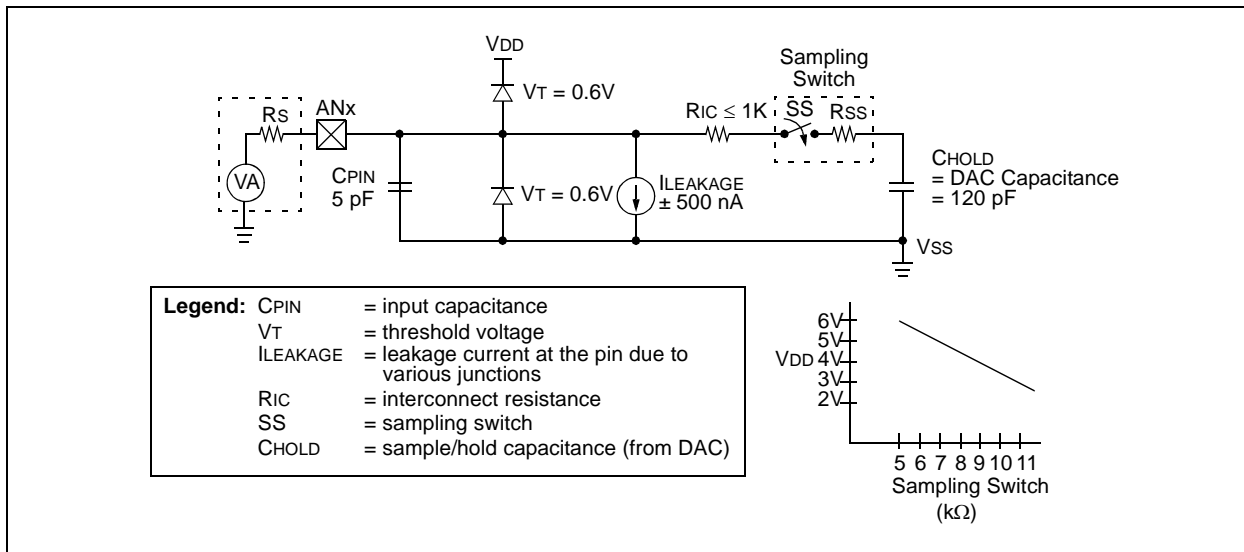 VDD
VT = 0.6V
Sampling
Switch
RS
ANx
RIC ≤ 1K
SS
RSS
VA
CPIN
5 pF
VT = 0.6V
ILEAKAGE
± 500 nA
CHOLD
= DAC Capacitance
= 120 pF
VSS
Legend: CPIN = input capacitance
VT = threshold voltage
ILEAKAGE = leakage current at the pin due to
various junctions
RIC = interconnect resistance
SS = sampling switch
CHOLD = sample/hold capacitance (from DAC)
6V
5V
VDD 4V
3V
2V
5 6 7 8 9 10 11
Sampling Switch
(kΩ)